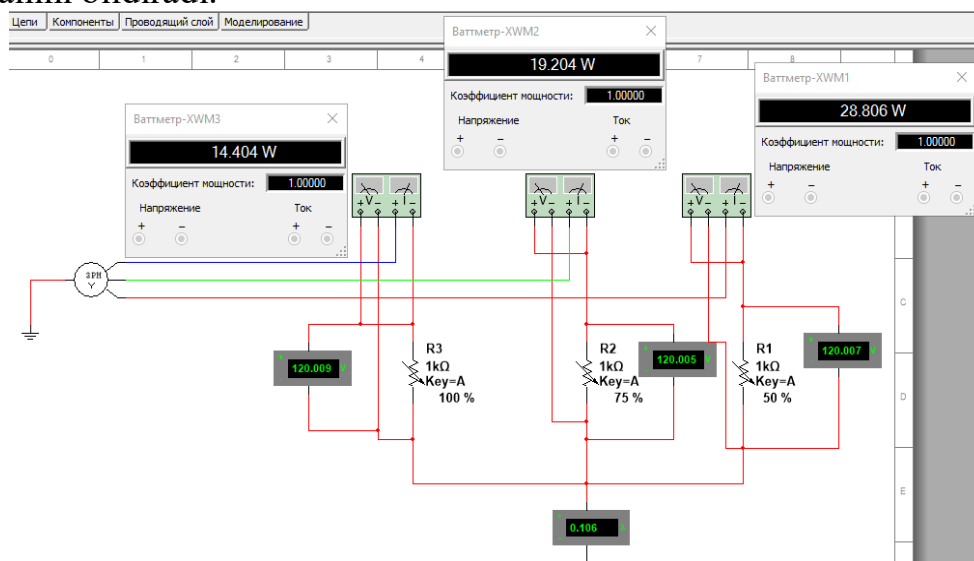 Цепи Компоненты Проводящий слой Моделирование
0 1 2 3 4 7 8
Ваттметр-XWM2
19.204 W
Коэффициент мощности: 1.00000
Напряжение Ток
+ - + -
Ваттметр-XWM1
28.806 W
Коэффициент мощности: 1.00000
Напряжение Ток
+ - + -
Ваттметр-XWM3
14.404 W
Коэффициент мощности: 1.00000
Напряжение Ток
+ - + -
+ V - + I -
+ V - + I -
+ V - + I -
3PH
Y
C
D
E
120.009 V
R3
1kΩ
Key=A
100 %
R2
1kΩ
Key=A
75 %
120.005 V
R1
1kΩ
Key=A
50 %
120.007 V
0.106